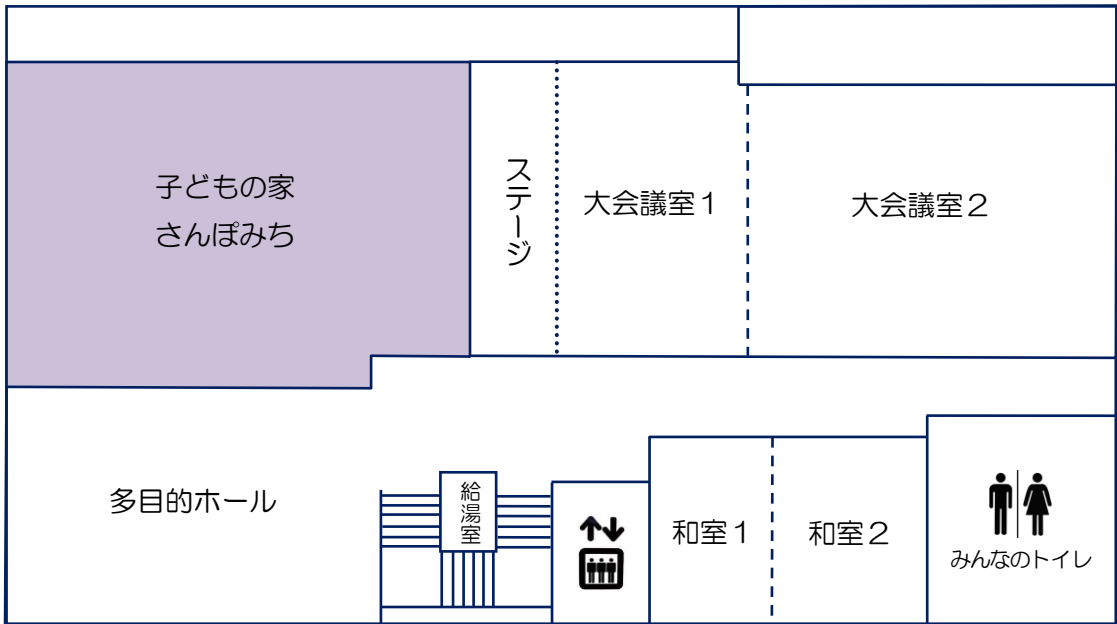 子どもの家
さんぽみち
ステージ
大会議室1
大会議室2
多目的ホール
給湯室
和室1
和室2
みんなのトイレ